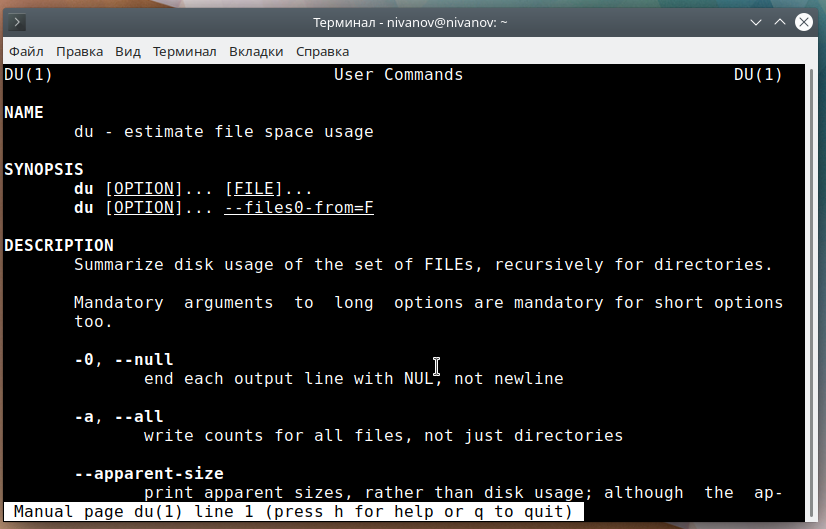 Терминал - nivanov@nivanov: ~
Файл Правка Вид Терминал Вкладки Справка
DU(1) User Commands DU(1)
NAME
du - estimate file space usage
SYNOPSIS
du [OPTION]... [FILE]...
du [OPTION]... --files0-from=F
DESCRIPTION
Summarize disk usage of the set of FILEs, recursively for directories.
Mandatory arguments to long options are mandatory for short options
too.
-0, --null
end each output line with NUL, not newline
-a, --all
write counts for all files, not just directories
--apparent-size
print apparent sizes, rather than disk usage; although the ap-
Manual page du(1) line 1 (press h for help or q to quit)